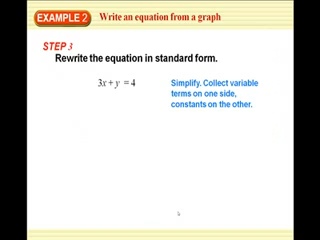 EXAMPLE 2 Write an equation from a graph
STEP 3
Rewrite the equation in standard form.
3x + y = 4 Simplify. Collect variable
terms on one side,
constants on the other.